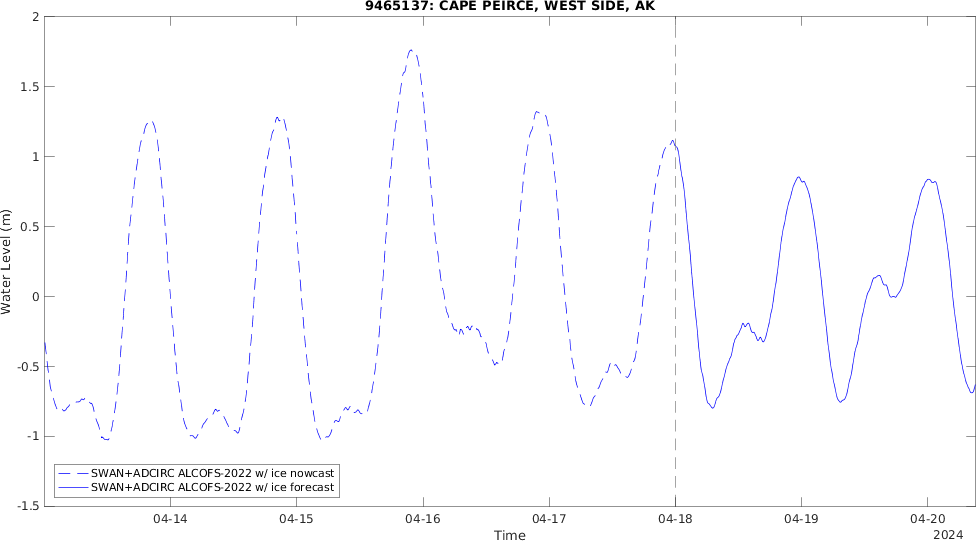 9465137: CAPE PEIRCE, WEST SIDE, AK
2
1.5
1
0.5
0
-0.5
-1
-1.5
Water Level (m)
SWAN+ADCIRC ALCOFS-2022 w/ ice nowcast
SWAN+ADCIRC ALCOFS-2022 w/ ice forecast
04-14 04-15 04-16 04-17 04-18 04-19 04-20
Time
2024